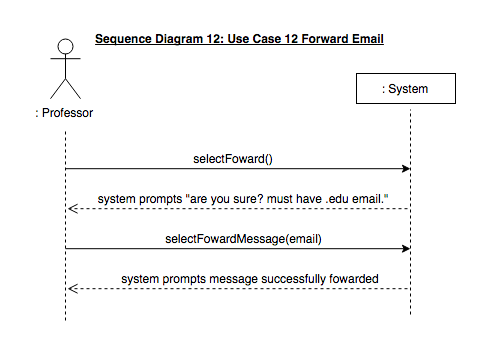 Sequence Diagram 12: Use Case 12 Forward Email
: System
: Professor
selectFoward()
system prompts "are you sure? must have .edu email."
selectFowardMessage(email)
system prompts message successfully fowarded